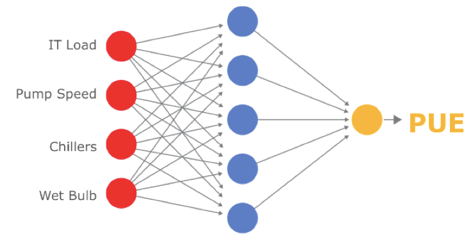 IT Load
Pump Speed
Chillers
Wet Bulb
PUE